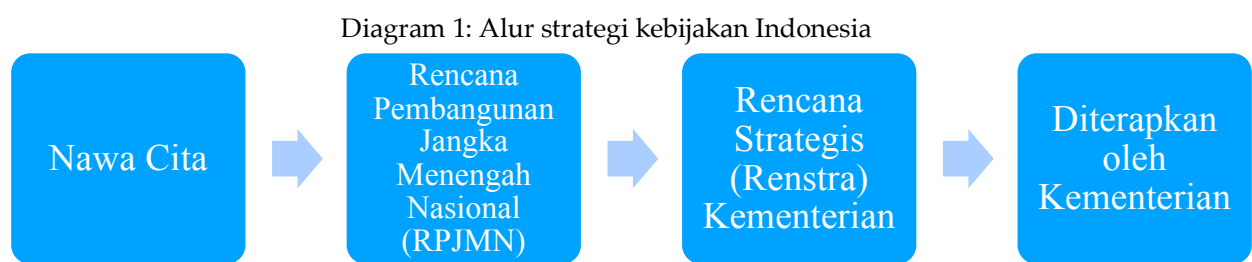 Diagram 1: Alur strategi kebijakan Indonesia
Nawa Cita
Rencana
Pembangunan
Jangka
Menengah
Nasional
(RPJMN)
Rencana
Strategis
(Renstra)
Kementerian
Diterapkan
oleh
Kementerian